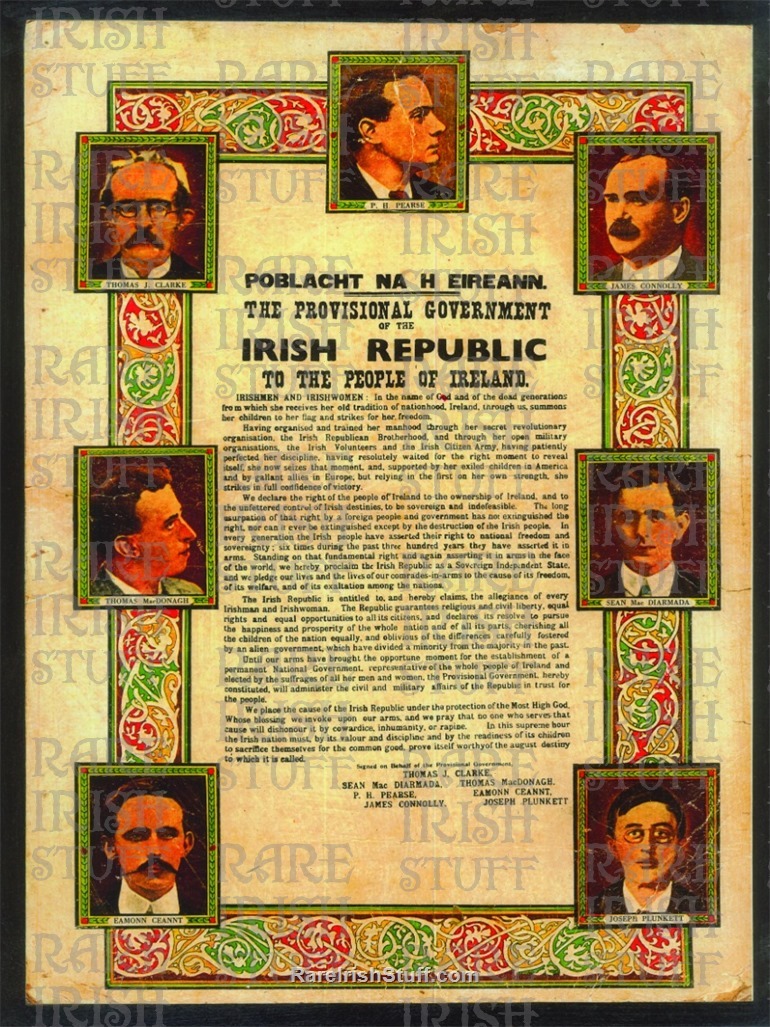 P. H. PEARSE
THOMAS J. CLARKE
JAMES CONNOLLY
POBLACHT NA H EIREANN.
THE PROVISIONAL GOVERNMENT
OF THE
IRISH REPUBLIC
TO THE PEOPLE OF IRELAND.
IRISHMEN AND IRISHWOMEN: In the name of God and of the dead generations
from which she receives her old tradition of nationhood, Ireland, through us, summons
her children to her flag and strikes for her freedom.
Having organised and trained her manhood through her secret revolutionary
organisation, the Irish Republican Brotherhood, and through her open military
organisations, the Irish Volunteers and the Irish Citizen Army, having patiently
perfected her discipline, having resolutely waited for the right moment to reveal
itself, she now seizes that moment, and, supported by her exiled children in America
and by gallant allies in Europe, but relying in the first on her own strength, she
strikes in full confidence of victory.
We declare the right of the people of Ireland to the ownership of Ireland, and to
the unfettered control of Irish destinies, to be sovereign and indefeasible. The long
usurpation of that right by a foreign people and government has not extinguished the
right, nor can it ever be extinguished except by the destruction of the Irish people. In
every generation the Irish people have asserted their right to national freedom and
sovereignty; six times during the past three hundred years they have asserted it in
arms. Standing on that fundamental right and again asserting it in arms in the face
of the world, we hereby proclaim the Irish Republic as a Sovereign Independent State,
and we pledge our lives and the lives of our comrades-in-arms to the cause of its freedom,
of its welfare, and of its exaltation among the nations.
The Irish Republic is entitled to, and hereby claims, the allegiance of every
Irishman and Irishwoman. The Republic guarantees religious and civil liberty, equal
rights and equal opportunities to all its citizens, and declares its resolve to pursue
the happiness and prosperity of the whole nation and of all its parts, cherishing all
the children of the nation equally, and oblivious of the differences carefully fostered
by an alien government, which have divided a minority from the majority in the past.
Until our arms have brought the opportune moment for the establishment of a
permanent National Government, representative of the whole people of Ireland and
elected by the suffrages of all her men and women, the Provisional Government, hereby
constituted, will administer the civil and military affairs of the Republic in trust for
the people.
We place the cause of the Irish Republic under the protection of the Most High God,
Whose blessing we invoke upon our arms, and we pray that no one who serves that
cause will dishonour it by cowardice, inhumanity, or rapine. In this supreme hour
the Irish nation must, by its valour and discipline and by the readiness of its children
to sacrifice themselves for the common good, prove itself worthy of the august destiny
to which it is called.
Signed on Behalf of the Provisional Government,
THOMAS J. CLARKE,
SEAN Mac DIARMADA, THOMAS MacDONAGH,
P. H. PEARSE, EAMONN CEANNT,
JAMES CONNOLLY, JOSEPH PLUNKETT
THOMAS MacDONAGH
SEAN Mac DIARMADA
EAMONN CEANNT
JOSEPH PLUNKETT
RareIrishStuff.com
RARE
IRISH
STUFF